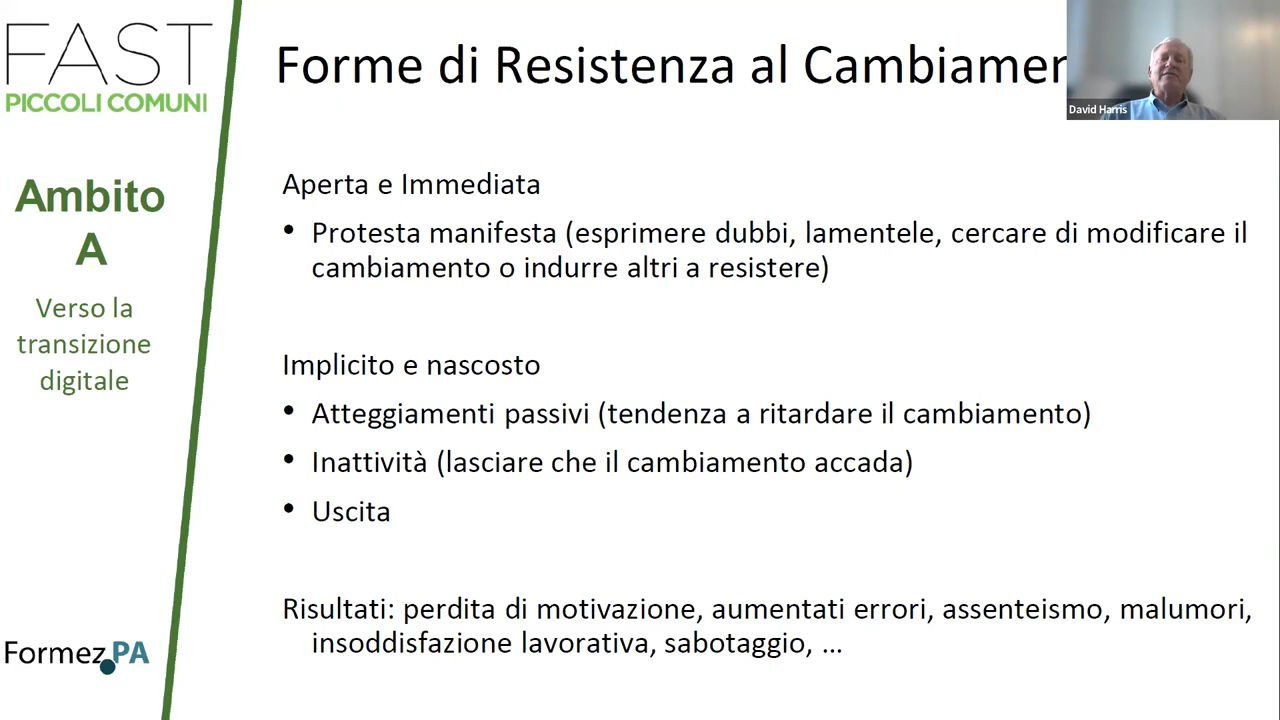 FAST
PICCOLI COMUNI
Ambito
A
Verso la
transizione
digitale
Formez.PA
Forme di Resistenza al Cambiamen
David Harris
Aperta e Immediata
• Protesta manifesta (esprimere dubbi, lamentele, cercare di modificare il
cambiamento o indurre altri a resistere)
Implicito e nascosto
• Atteggiamenti passivi (tendenza a ritardare il cambiamento)
• Inattività (lasciare che il cambiamento accada)
• Uscita
Risultati: perdita di motivazione, aumentati errori, assenteismo, malumori,
insoddisfazione lavorativa, sabotaggio, ...